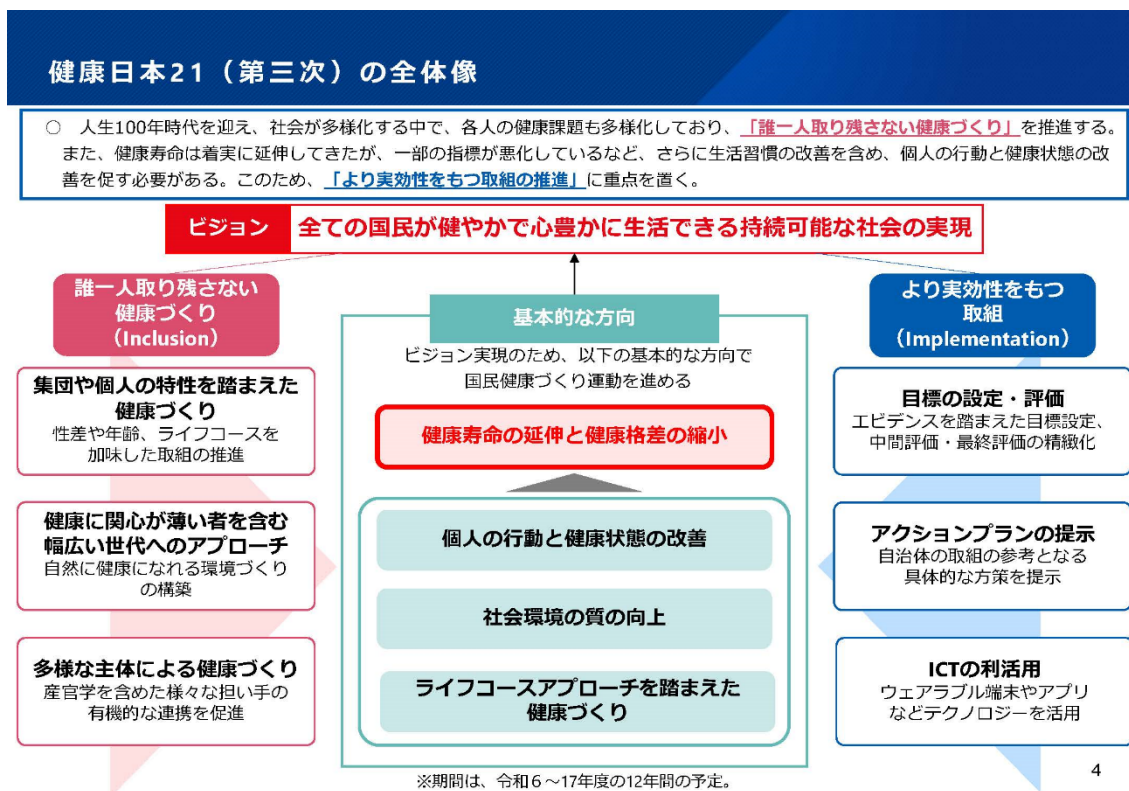 健康日本21（第三次）の全体像
○　人生100年時代を迎え、社会が多様化する中で、各人の健康課題も多様化しており、「誰一人取り残さない健康づくり」を推進する。
また、健康寿命は着実に延伸してきたが、一部の指標が悪化しているなど、さらに生活習慣の改善を含め、個人の行動と健康状態の改
善を促す必要がある。このため、「より実効性をもつ取組の推進」に重点を置く。
ビジョン　全ての国民が健やかで心豊かに生活できる持続可能な社会の実現
誰一人取り残さない
健康づくり
（Inclusion）
集団や個人の特性を踏まえた
健康づくり
性差や年齢、ライフコースを
加味した取組の推進
健康に関心が薄い者を含む
幅広い世代へのアプローチ
自然に健康になれる環境づくり
の構築
多様な主体による健康づくり
産官学を含めた様々な担い手の
有機的な連携を促進
基本的な方向
ビジョン実現のため、以下の基本的な方向で
国民健康づくり運動を進める
健康寿命の延伸と健康格差の縮小
個人の行動と健康状態の改善
社会環境の質の向上
ライフコースアプローチを踏まえた
健康づくり
より実効性をもつ
取組
（Implementation）
目標の設定・評価
エビデンスを踏まえた目標設定、
中間評価・最終評価の精緻化
アクションプランの提示
自治体の取組の参考となる
具体的な方策を提示
ICTの利活用
ウェアラブル端末やアプリ
などテクノロジーを活用
※期間は、令和６～17年度の12年間の予定。
4